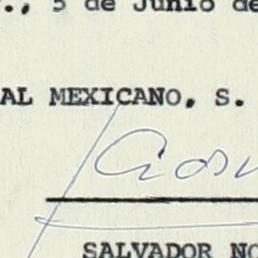 ., 5 de Junio de
AL MEXICANO, S.
SALVADOR NO